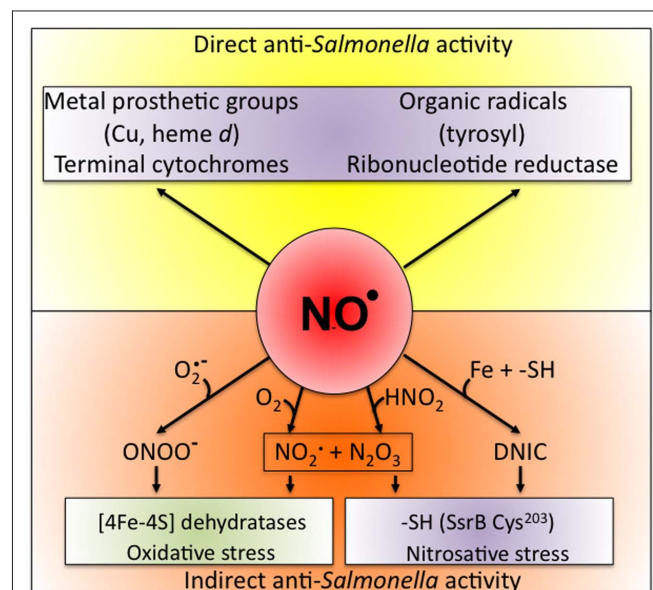 Direct anti-Salmonella activity
Metal prosthetic groups
(Cu, heme d)
Terminal cytochromes
Organic radicals
(tyrosyl)
Ribonucleotide reductase
NO•
O₂•⁻
O₂
HNO₂
Fe + -SH
ONOO⁻
NO₂• + N₂O₃
DNIC
[4Fe-4S] dehydratases
Oxidative stress
-SH (SsrB Cys²⁰³)
Nitrosative stress
Indirect anti-Salmonella activity